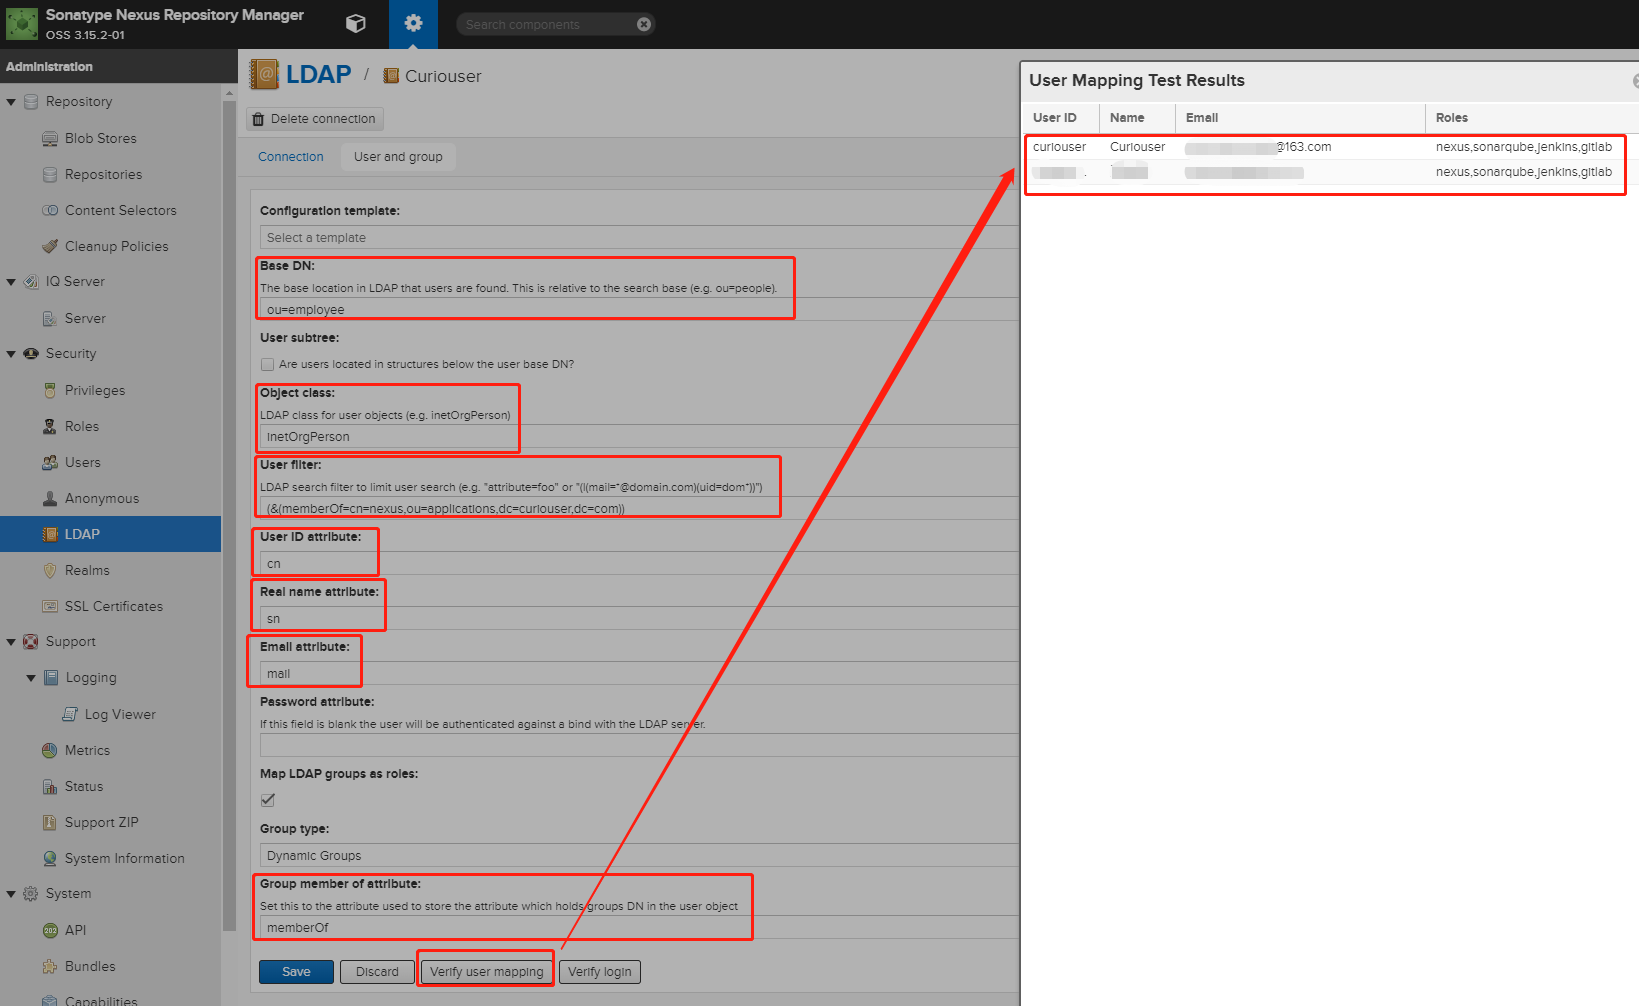 Sonatype Nexus Repository Manager
OSS 3.15.2-01
Search components
Administration
Repository
Blob Stores
Repositories
Content Selectors
Cleanup Policies
IQ Server
Server
Security
Privileges
Roles
Users
Anonymous
LDAP
Realms
SSL Certificates
Support
Logging
Log Viewer
Metrics
Status
Support ZIP
System Information
System
API
Bundles
Capabilities
LDAP / Curiouser
Delete connection
Connection User and group
Configuration template:
Select a template
Base DN:
The base location in LDAP that users are found. This is relative to the search base (e.g. ou=people).
ou=employee
User subtree:
Are users located in structures below the user base DN?
Object class:
LDAP class for user objects (e.g. inetOrgPerson)
inetOrgPerson
User filter:
LDAP search filter to limit user search (e.g. "attribute=foo" or "(|(mail=*@domain.com)(uid=dom*))")
(&(memberOf=cn=nexus,ou=applications,dc=curiouser,dc=com))
User ID attribute:
cn
Real name attribute:
sn
Email attribute:
mail
Password attribute:
If this field is blank the user will be authenticated against a bind with the LDAP server.
Map LDAP groups as roles:
Group type:
Dynamic Groups
Group member of attribute:
Set this to the attribute used to store the attribute which holds groups DN in the user object
memberOf
Save Discard Verify user mapping Verify login
User Mapping Test Results
User ID Name Email Roles
curiouser Curiouser @163.com nexus,sonarqube,jenkins,gitlab
nexus,sonarqube,jenkins,gitlab